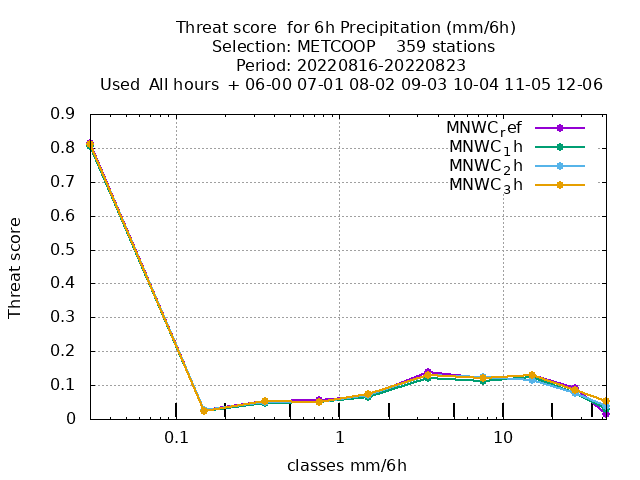 Threat score  for 6h Precipitation (mm/6h)
Selection: METCOOP    359 stations
Period: 20220816-20220823
Used  All hours  + 06-00 07-01 08-02 09-03 10-04 11-05 12-06
MNWC_ref
MNWC_1h
MNWC_2h
MNWC_3h
0.9
0.8
0.7
0.6
0.5
0.4
0.3
0.2
0.1
0
Threat score
0.1 1 10
classes mm/6h